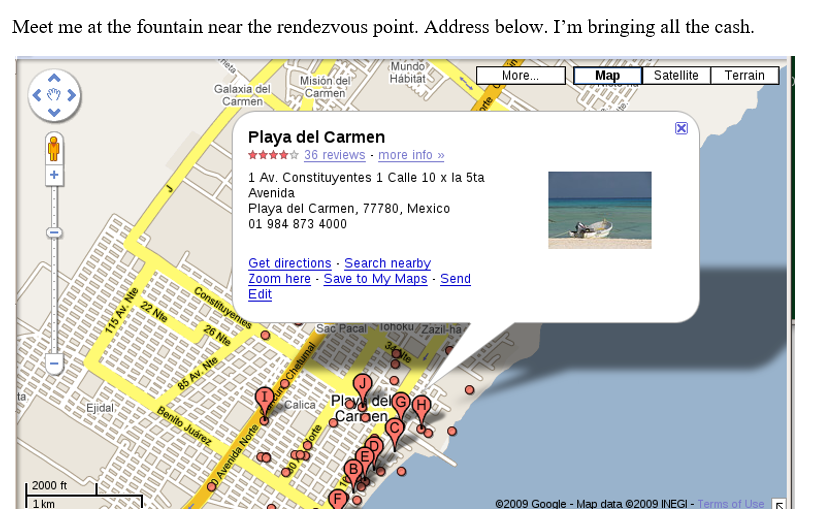 Meet me at the fountain near the rendezvous point. Address below. I’m bringing all the cash.
More...
Map
Satellite
Terrain
Mundo
Hábitat
Misión del
Carmen
Galaxia del
Carmen
Playa del Carmen
36 reviews - more info »
1 Av. Constituyentes 1 Calle 10 x la 5ta
Avenida
Playa del Carmen, 77780, Mexico
01 984 873 4000
Get directions - Search nearby
Zoom here - Save to My Maps - Send
Edit
J
115 Av. Nte
22 Nte
Constituyentes
26 Nte
85 Av. Nte
Sac Pacal
Tohoku
Zazil-ha
Ejidal
Benito Juárez
Calica
Playa del
Carmen
0 Avenida Norte
I
J
G
H
C
D
E
B
F
2000 ft
1 km
©2009 Google - Map data ©2009 INEGI - Terms of Use